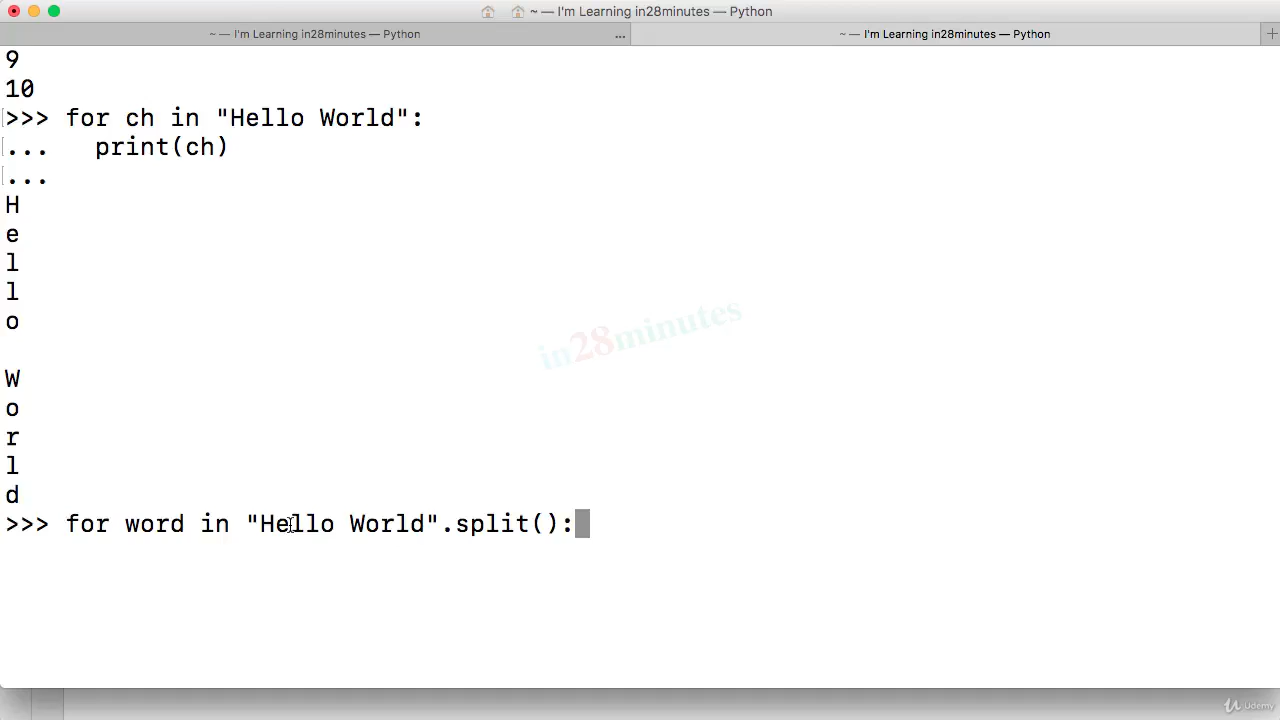 ~ — I'm Learning in28minutes — Python
~ — I'm Learning in28minutes — Python ... ~ — I'm Learning in28minutes — Python +
9
10
>>> for ch in "Hello World":
...   print(ch)
...
H
e
l
l
o
in28minutes
W
o
r
l
d
>>> for word in "Hello World".split():
Udemy